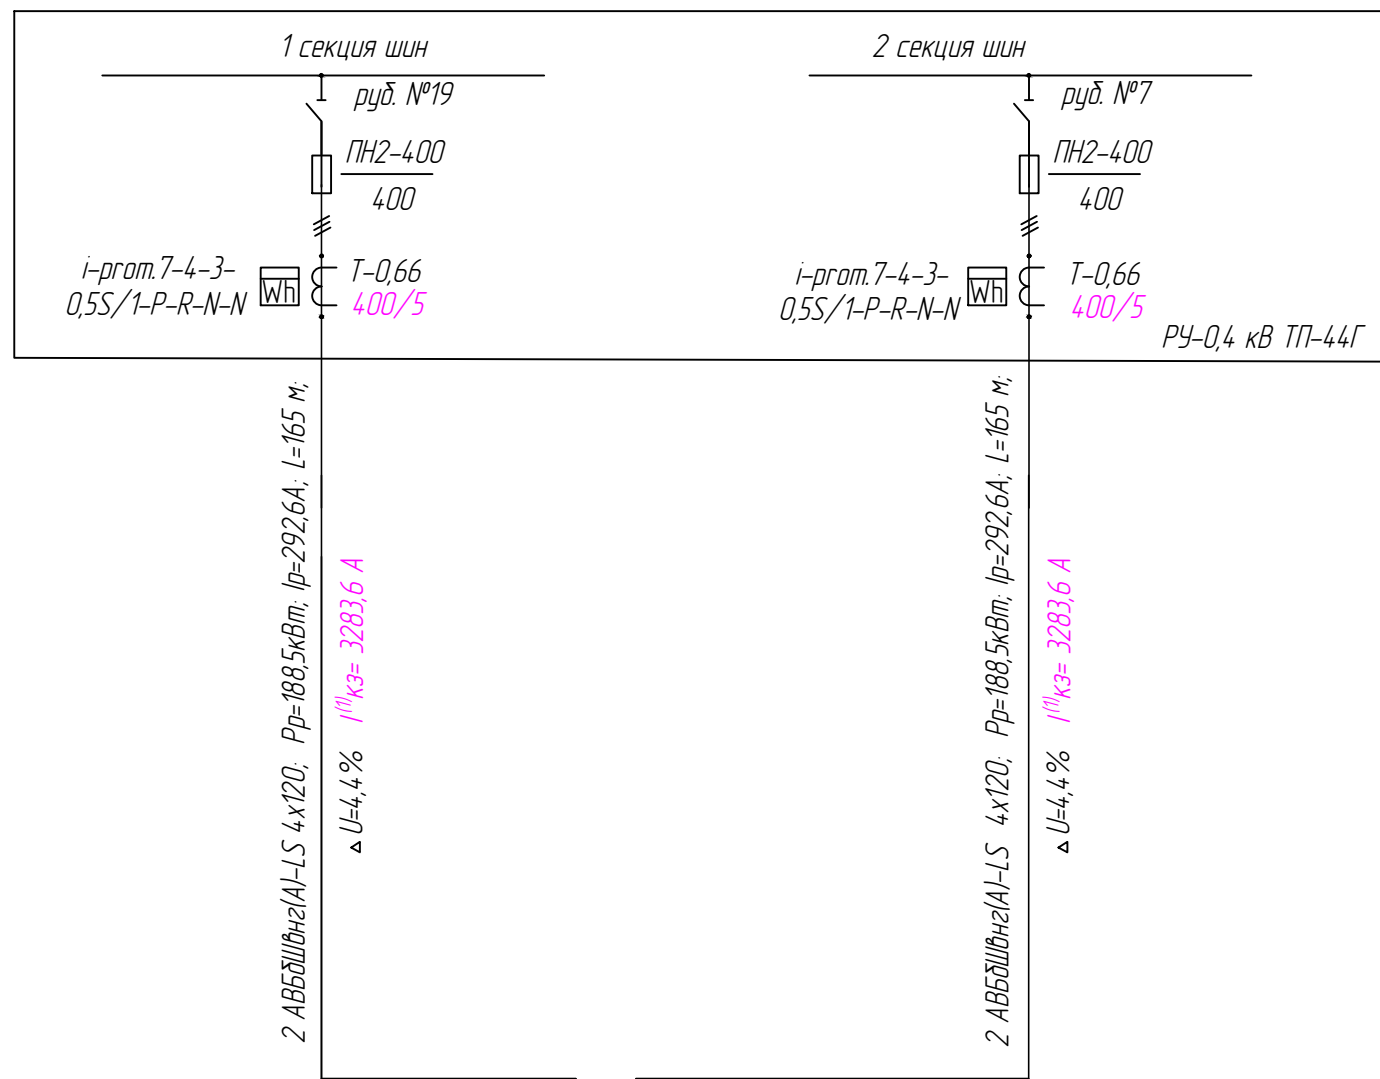 1 секция шин
руб. №19
ПН2-400
400
i-prom.7-4-3-
0,5S/1-P-R-N-N
Wh
Т-0,66
400/5
2 секция шин
руб. №7
ПН2-400
400
i-prom.7-4-3-
0,5S/1-P-R-N-N
Wh
Т-0,66
400/5
РУ-0,4 кВ ТП-44Г
2 АВБбШвнг(А)-LS 4х120; Рр=188,5кВт; Iр=292,6А; L=165 м;
△ U=4,4% I⁽¹⁾кз= 3283,6 А
2 АВБбШвнг(А)-LS 4х120; Рр=188,5кВт; Iр=292,6А; L=165 м;
△ U=4,4% I⁽¹⁾кз= 3283,6 А